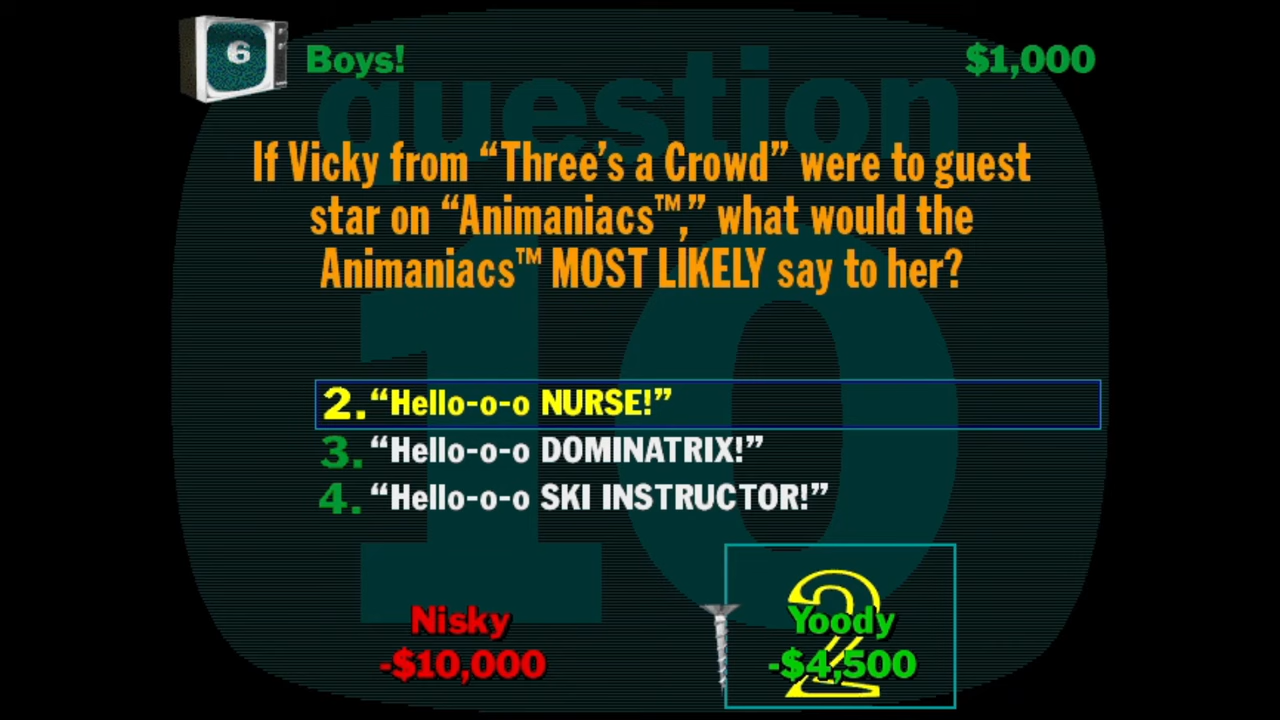 6 Boys! $1,000
question
10
If Vicky from “Three’s a Crowd” were to guest
star on “Animaniacs™,” what would the
Animaniacs™ MOST LIKELY say to her?
2. “Hello-o-o NURSE!”
3. “Hello-o-o DOMINATRIX!”
4. “Hello-o-o SKI INSTRUCTOR!”
2
Nisky Yoody
-$10,000 -$4,500